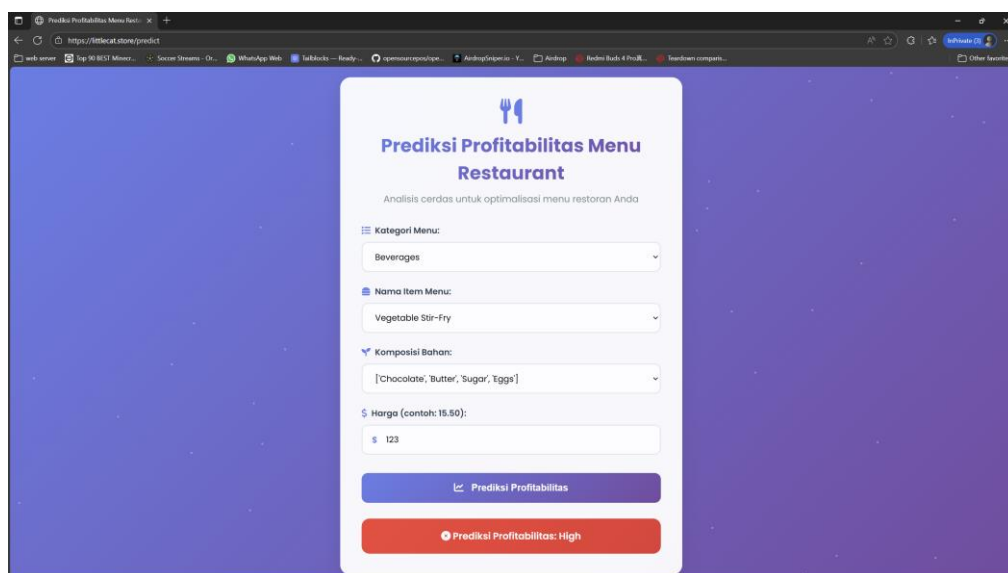 Prediksi Profitabilitas Menu Resta
https://littlecat.store/predict
InPrivate (2)
web server
Top 90 BEST Minecr...
Soccer Streams - Or...
WhatsApp Web
Tailblocks — Ready-...
opensourcepos/ope...
AirdropSniper.io - Y...
Airdrop
Redmi Buds 4 Pro
Teardown comparis...
Other favorites
Prediksi Profitabilitas Menu
Restaurant
Analisis cerdas untuk optimalisasi menu restoran Anda
Kategori Menu:
Beverages
Nama Item Menu:
Vegetable Stir-Fry
Komposisi Bahan:
['Chocolate', 'Butter', 'Sugar', 'Eggs']
$ Harga (contoh: 15.50):
$ 123
Prediksi Profitabilitas
Prediksi Profitabilitas: High